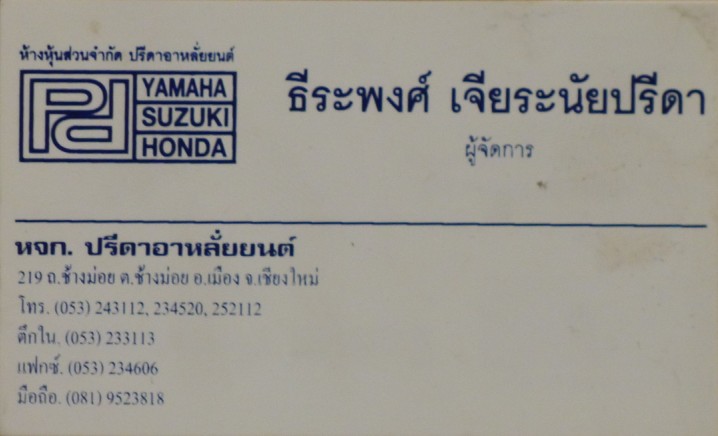 ห้างหุ้นส่วนจำกัด ปรีดาอาหลั่ยยนต์
PD
YAMAHA
SUZUKI
HONDA
ธีระพงศ์ เจียระนัยปรีดา
ผู้จัดการ
หจก. ปรีดาอาหลั่ยยนต์
219 ถ.ช้างม่อย ต.ช้างม่อย อ.เมือง จ.เชียงใหม่
โทร. (053) 243112, 234520, 252112
ตึกใน. (053) 233113
แฟกซ์. (053) 234606
มือถือ. (081) 9523818